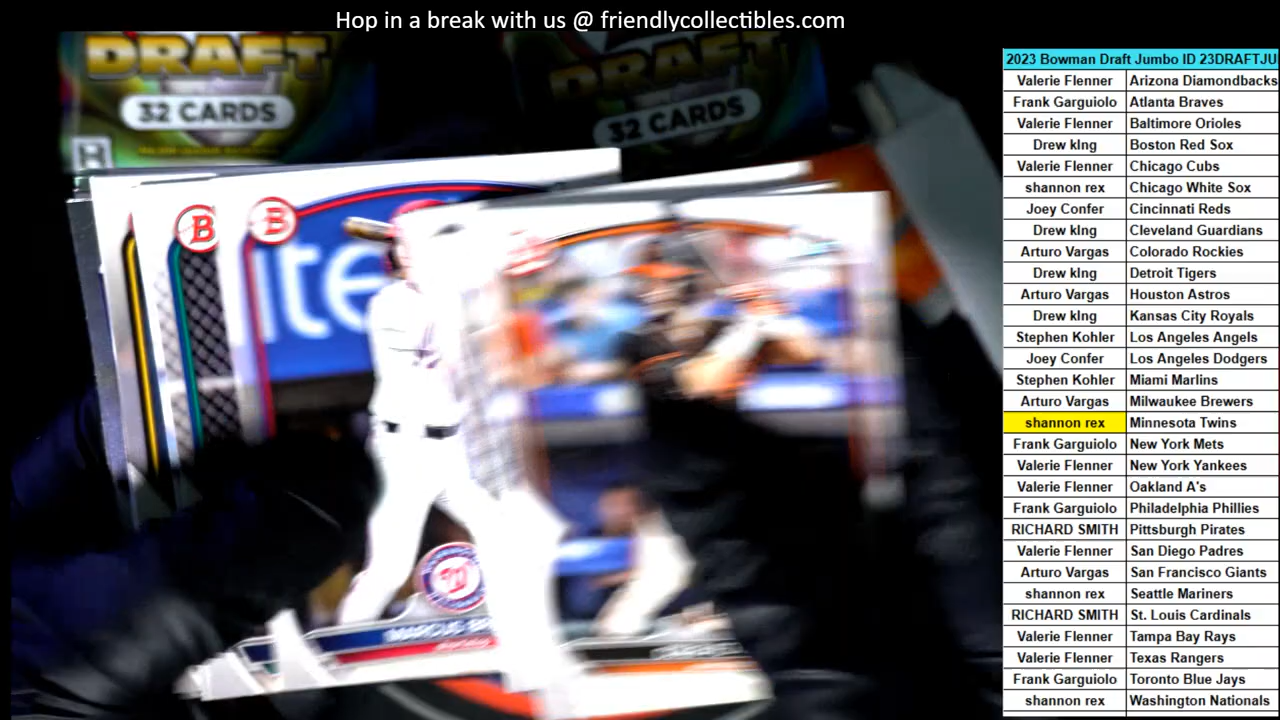 Hop in a break with us @ friendlycollectibles.com
DRAFT
32 CARDS
H
DRAFT
32 CARDS
B
B
ite
W
MARCUS
2023 Bowman Draft Jumbo ID 23DRAFTJU
Valerie Flenner Arizona Diamondbacks
Frank Garguiolo Atlanta Braves
Valerie Flenner Baltimore Orioles
Drew kIng Boston Red Sox
Valerie Flenner Chicago Cubs
shannon rex Chicago White Sox
Joey Confer Cincinnati Reds
Drew kIng Cleveland Guardians
Arturo Vargas Colorado Rockies
Drew kIng Detroit Tigers
Arturo Vargas Houston Astros
Drew kIng Kansas City Royals
Stephen Kohler Los Angeles Angels
Joey Confer Los Angeles Dodgers
Stephen Kohler Miami Marlins
Arturo Vargas Milwaukee Brewers
shannon rex Minnesota Twins
Frank Garguiolo New York Mets
Valerie Flenner New York Yankees
Valerie Flenner Oakland A's
Frank Garguiolo Philadelphia Phillies
RICHARD SMITH Pittsburgh Pirates
Valerie Flenner San Diego Padres
Arturo Vargas San Francisco Giants
shannon rex Seattle Mariners
RICHARD SMITH St. Louis Cardinals
Valerie Flenner Tampa Bay Rays
Valerie Flenner Texas Rangers
Frank Garguiolo Toronto Blue Jays
shannon rex Washington Nationals